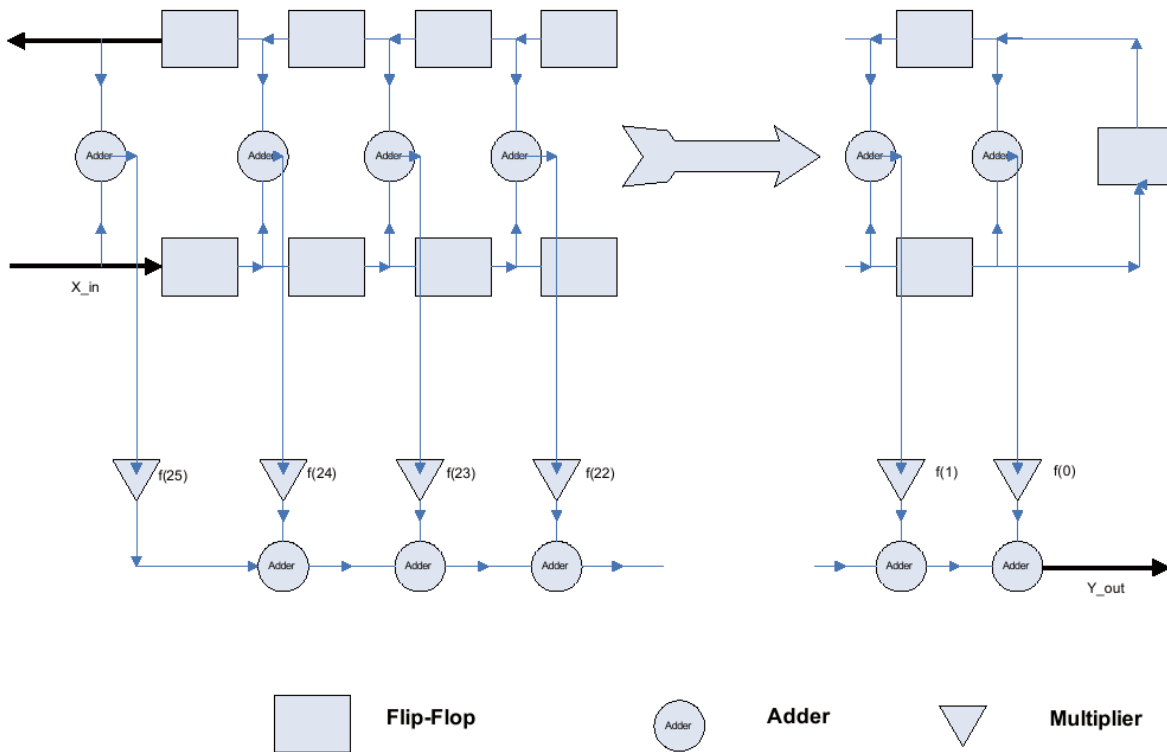 Adder Adder Adder Adder Adder Adder
X_in
f(25) f(24) f(23) f(22) f(1) f(0)
Adder Adder Adder Adder Adder
Y_out
Flip-Flop Adder Adder Multiplier